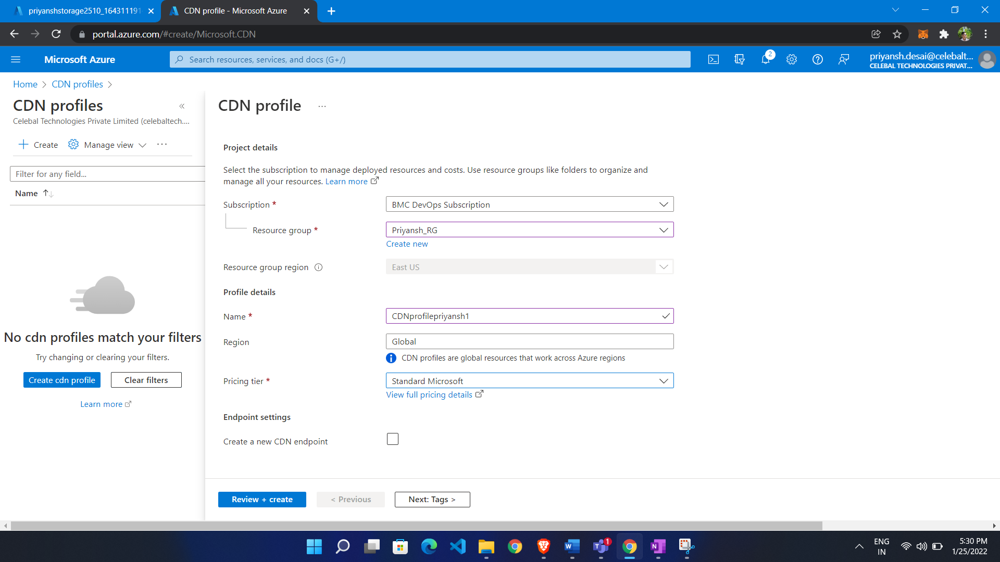 priyanshstorage2510_164311191
CDN profile - Microsoft Azure
portal.azure.com/#create/Microsoft.CDN
Microsoft Azure
Search resources, services, and docs (G+/)
2
priyansh.desai@celebalt...
CELEBAL TECHNOLOGIES PRIVAT...
Home > CDN profiles >
CDN profiles
«
Celebal Technologies Private Limited (celebaltech....
+ Create
Manage view
...
Filter for any field...
Name ↑↓
No cdn profiles match your filters
Try changing or clearing your filters.
Create cdn profile
Clear filters
Learn more
CDN profile
...
Project details
Select the subscription to manage deployed resources and costs. Use resource groups like folders to organize and
manage all your resources. Learn more
Subscription *
BMC DevOps Subscription
Resource group *
Priyansh_RG
Create new
Resource group region
East US
Profile details
Name *
CDNprofilepriyansh1
Region
Global
CDN profiles are global resources that work across Azure regions
Pricing tier *
Standard Microsoft
View full pricing details
Endpoint settings
Create a new CDN endpoint
Review + create
< Previous
Next: Tags >
1
ENG
IN
5:30 PM
1/25/2022